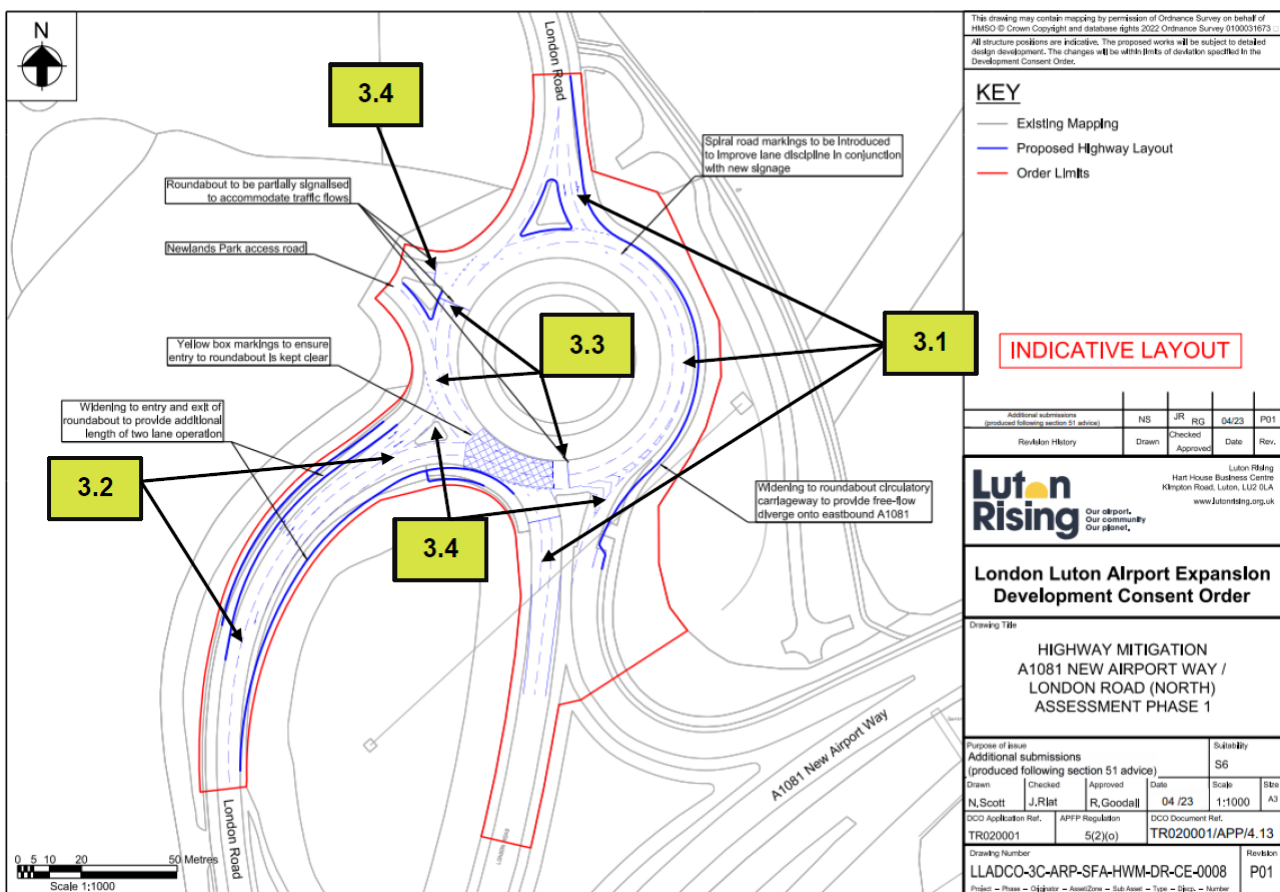 N
London Road
3.4
Roundabout to be partially signalised
to accommodate traffic flows
Newlands Park access road
Yellow box markings to ensure
entry to roundabout is kept clear
Widening to entry and exit of
roundabout to provide additional
length of two lane operation
3.2
3.3
3.4
Spiral road markings to be introduced
to improve lane discipline in conjunction
with new signage
3.1
Widening to roundabout circulatory
carriageway to provide free-flow
diverge onto eastbound A1081
A1081 New Airport Way
London Road
0 5 10 20 50 Metres
Scale 1:1000
This drawing may contain mapping by permission of Ordnance Survey on behalf of
HMSO © Crown Copyright and database rights 2022 Ordnance Survey 0100031673
All structure positions are indicative. The proposed works will be subject to detailed
design development. The changes will be within limits of deviation specified in the
Development Consent Order.
KEY
Existing Mapping
Proposed Highway Layout
Order Limits
INDICATIVE LAYOUT
Additional submissions
(produced following section 51 advice) NS JR RG 04/23 P01
Revision History Drawn Checked Approved Date Rev.
Luton Rising
Our airport.
Our community
Our planet.
Luton Rising
Hart House Business Centre
Kimpton Road, Luton, LU2 0LA
www.lutonrising.org.uk
London Luton Airport Expansion
Development Consent Order
Drawing Title
HIGHWAY MITIGATION
A1081 NEW AIRPORT WAY /
LONDON ROAD (NORTH)
ASSESSMENT PHASE 1
Purpose of issue Suitability
Additional submissions
(produced following section 51 advice) S6
Drawn Checked Approved Date Scale Size
N.Scott J.Riat R.Goodall 04 /23 1:1000 A3
DCO Application Ref. APFP Regulation DCO Document Ref.
TR020001 5(2)(o) TR020001/APP/4.13
Drawing Number Revision
LLADCO-3C-ARP-SFA-HWM-DR-CE-0008 P01
Project – Phase – Originator – Asset/Zone – Sub Asset – Type – Discp. – Number